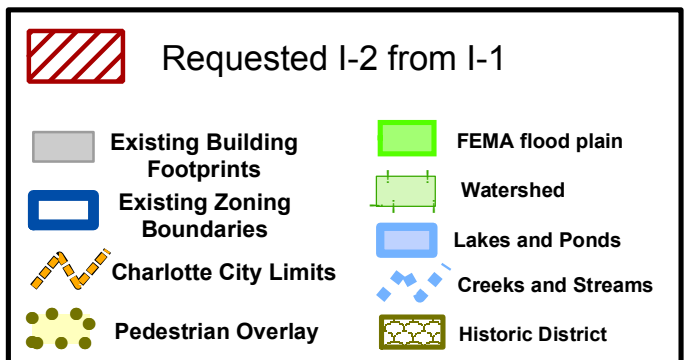 Requested I-2 from I-1
Existing Building
Footprints
Existing Zoning
Boundaries
Charlotte City Limits
Pedestrian Overlay
FEMA flood plain
Watershed
Lakes and Ponds
Creeks and Streams
Historic District